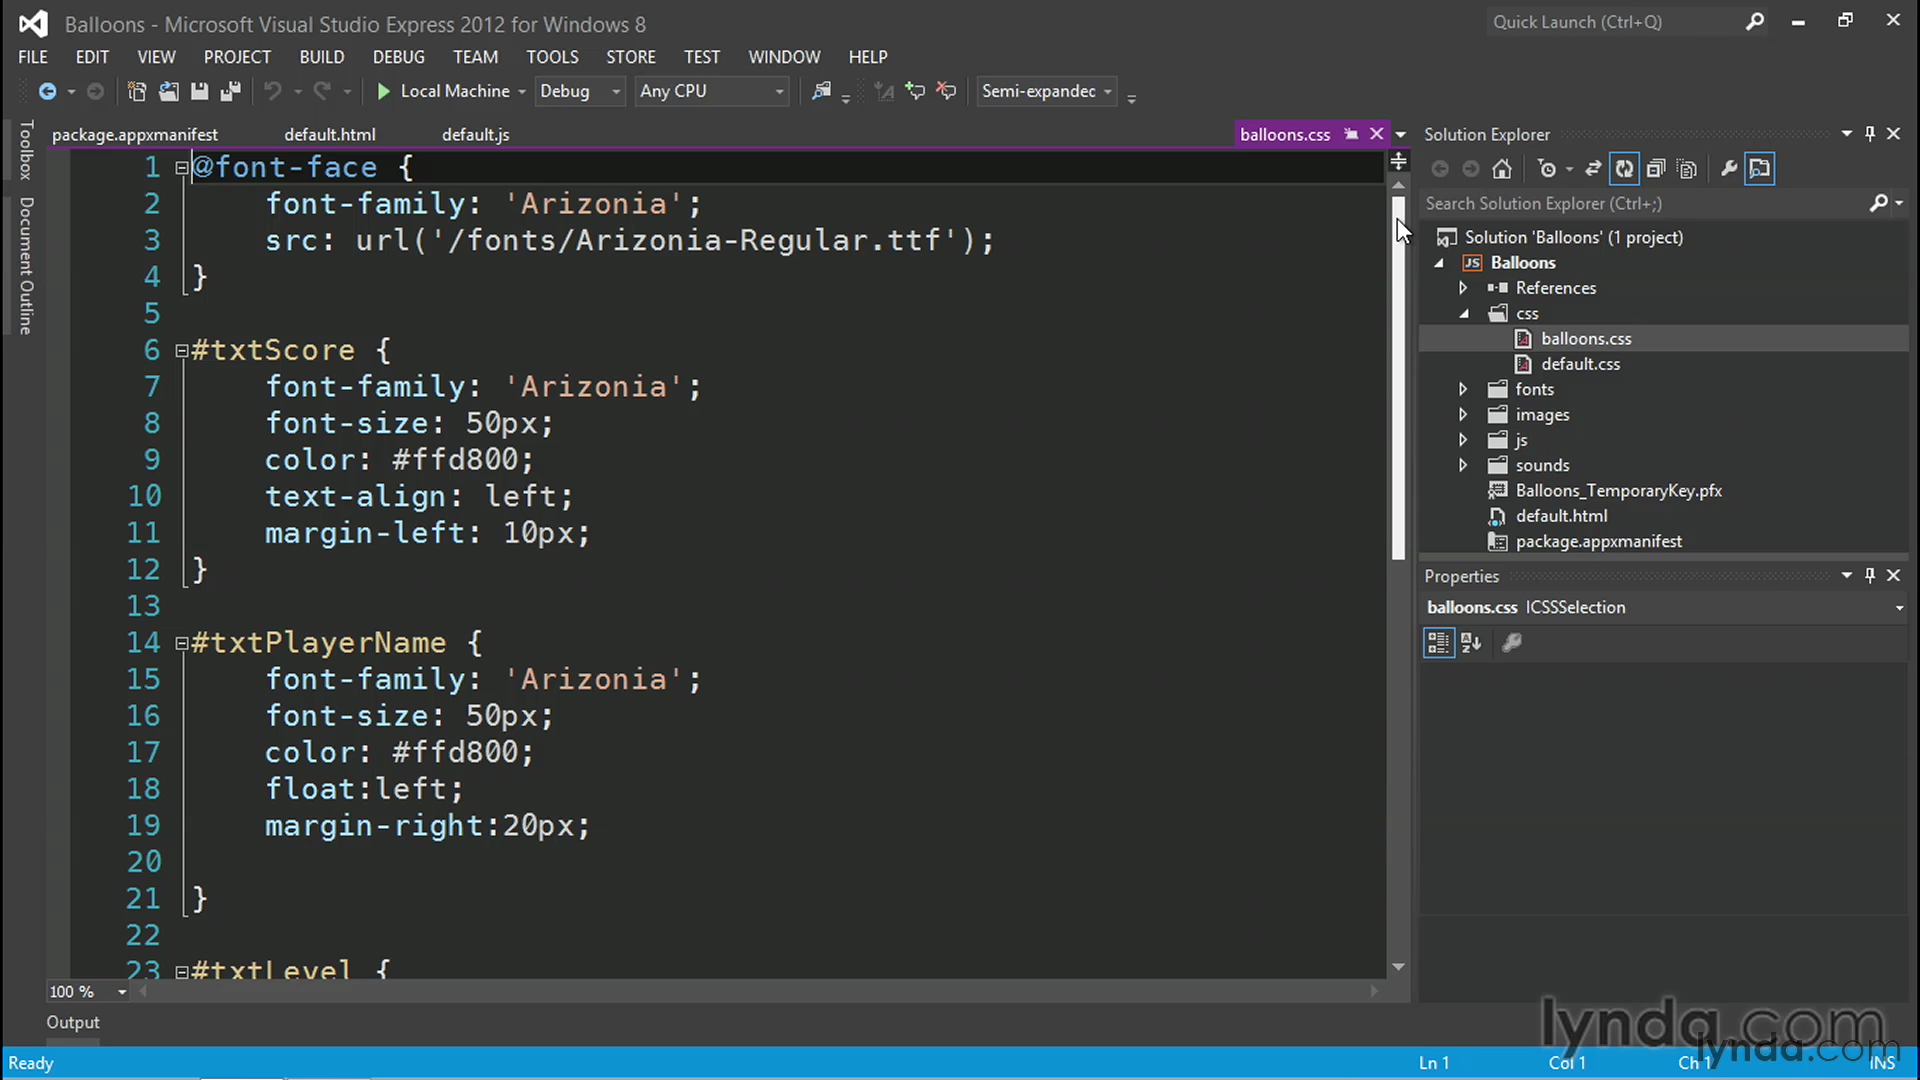 Balloons - Microsoft Visual Studio Express 2012 for Windows 8
Quick Launch (Ctrl+Q)
FILE EDIT VIEW PROJECT BUILD DEBUG TEAM TOOLS STORE TEST WINDOW HELP
Local Machine Debug Any CPU Semi-expandec
package.appxmanifest default.html default.js balloons.css
Toolbox
Document Outline
1 @font-face {
2 font-family: 'Arizonia';
3 src: url('/fonts/Arizonia-Regular.ttf');
4 }
5
6 #txtScore {
7 font-family: 'Arizonia';
8 font-size: 50px;
9 color: #ffd800;
10 text-align: left;
11 margin-left: 10px;
12 }
13
14 #txtPlayerName {
15 font-family: 'Arizonia';
16 font-size: 50px;
17 color: #ffd800;
18 float:left;
19 margin-right:20px;
20
21 }
22
23 #txtLevel {
100 %
Output
Solution Explorer
Search Solution Explorer (Ctrl+;)
Solution 'Balloons' (1 project)
JS Balloons
References
css
balloons.css
default.css
fonts
images
js
sounds
Balloons_TemporaryKey.pfx
default.html
package.appxmanifest
Properties
balloons.css ICSSSelection
lynda.com
lynda.com
Ready Ln 1 Col 1 Ch 1 INS